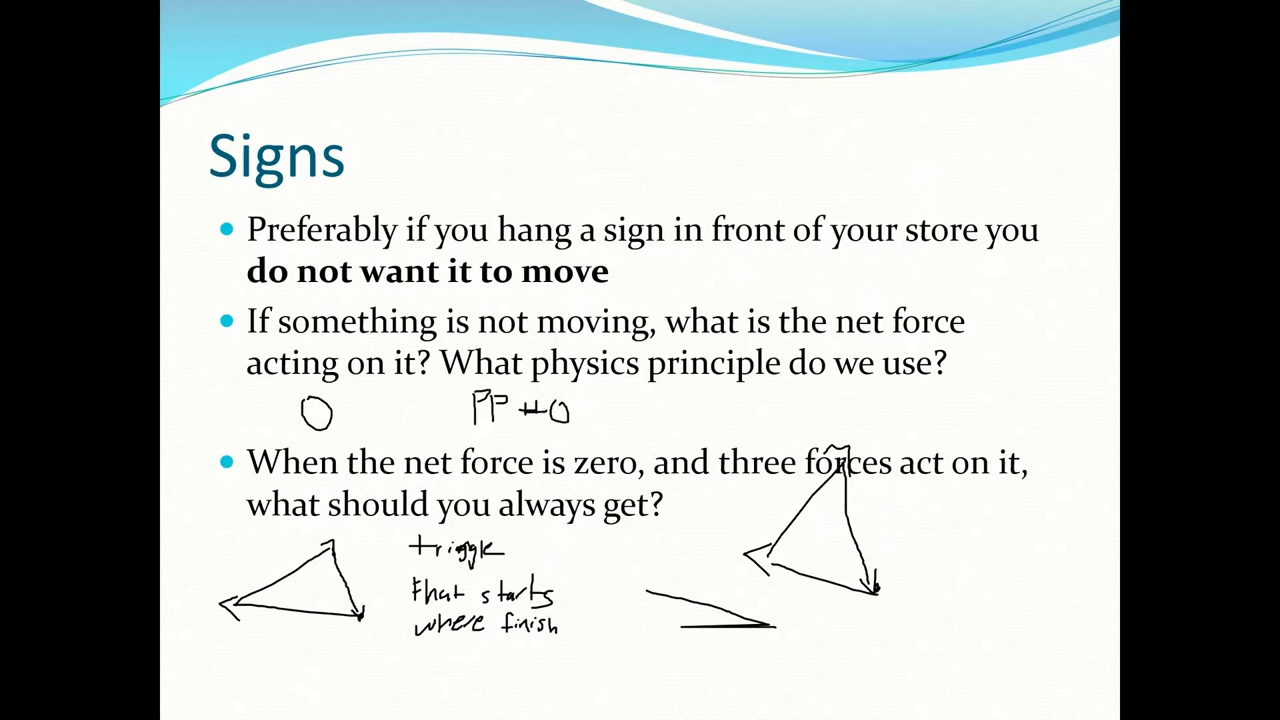 Signs
Preferably if you hang a sign in front of your store you
do not want it to move
If something is not moving, what is the net force
acting on it? What physics principle do we use?
0 PP #0
When the net force is zero, and three forces act on it,
what should you always get?
that starts
where finish